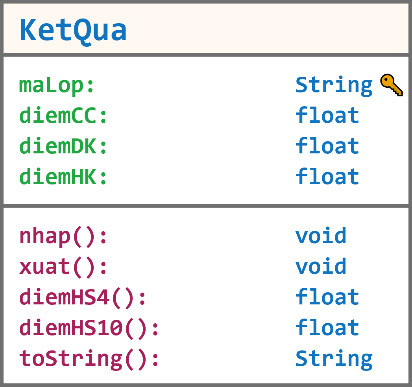 KetQua
maLop: String
diemCC: float
diemDK: float
diemHK: float
nhap(): void
xuat(): void
diemHS4(): float
diemHS10(): float
toString(): String